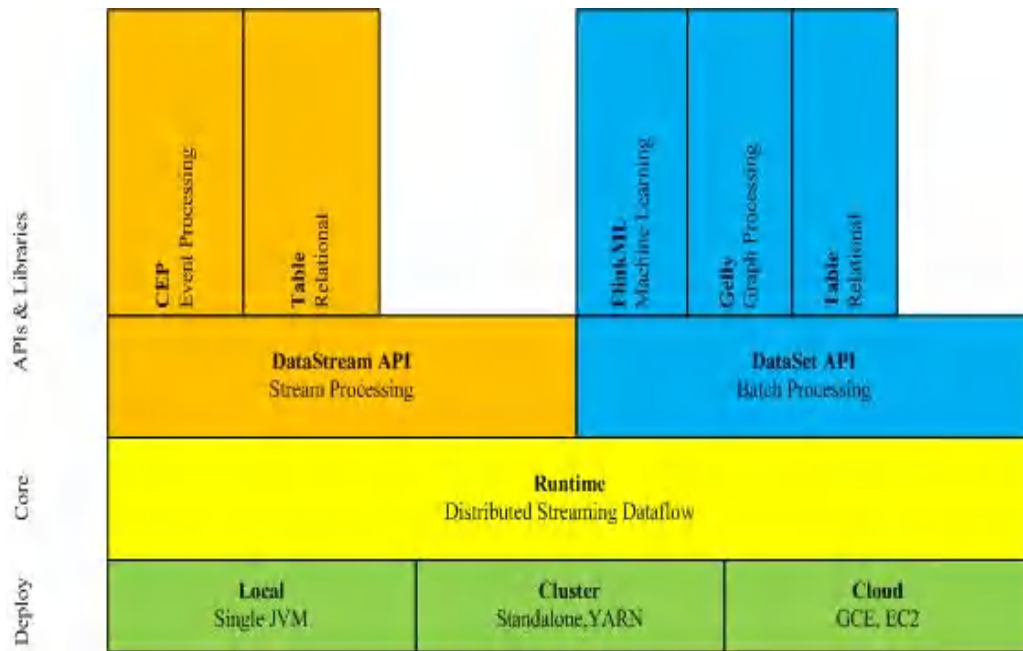 APIs & Libraries
CEP
Event Processing
Table
Relational
FlinkML
Machine Learning
Gelly
Graph Processing
Table
Relational
DataStream API
Stream Processing
DataSet API
Batch Processing
Core
Runtime
Distributed Streaming Dataflow
Deploy
Local
Single JVM
Cluster
Standalone,YARN
Cloud
GCE, EC2